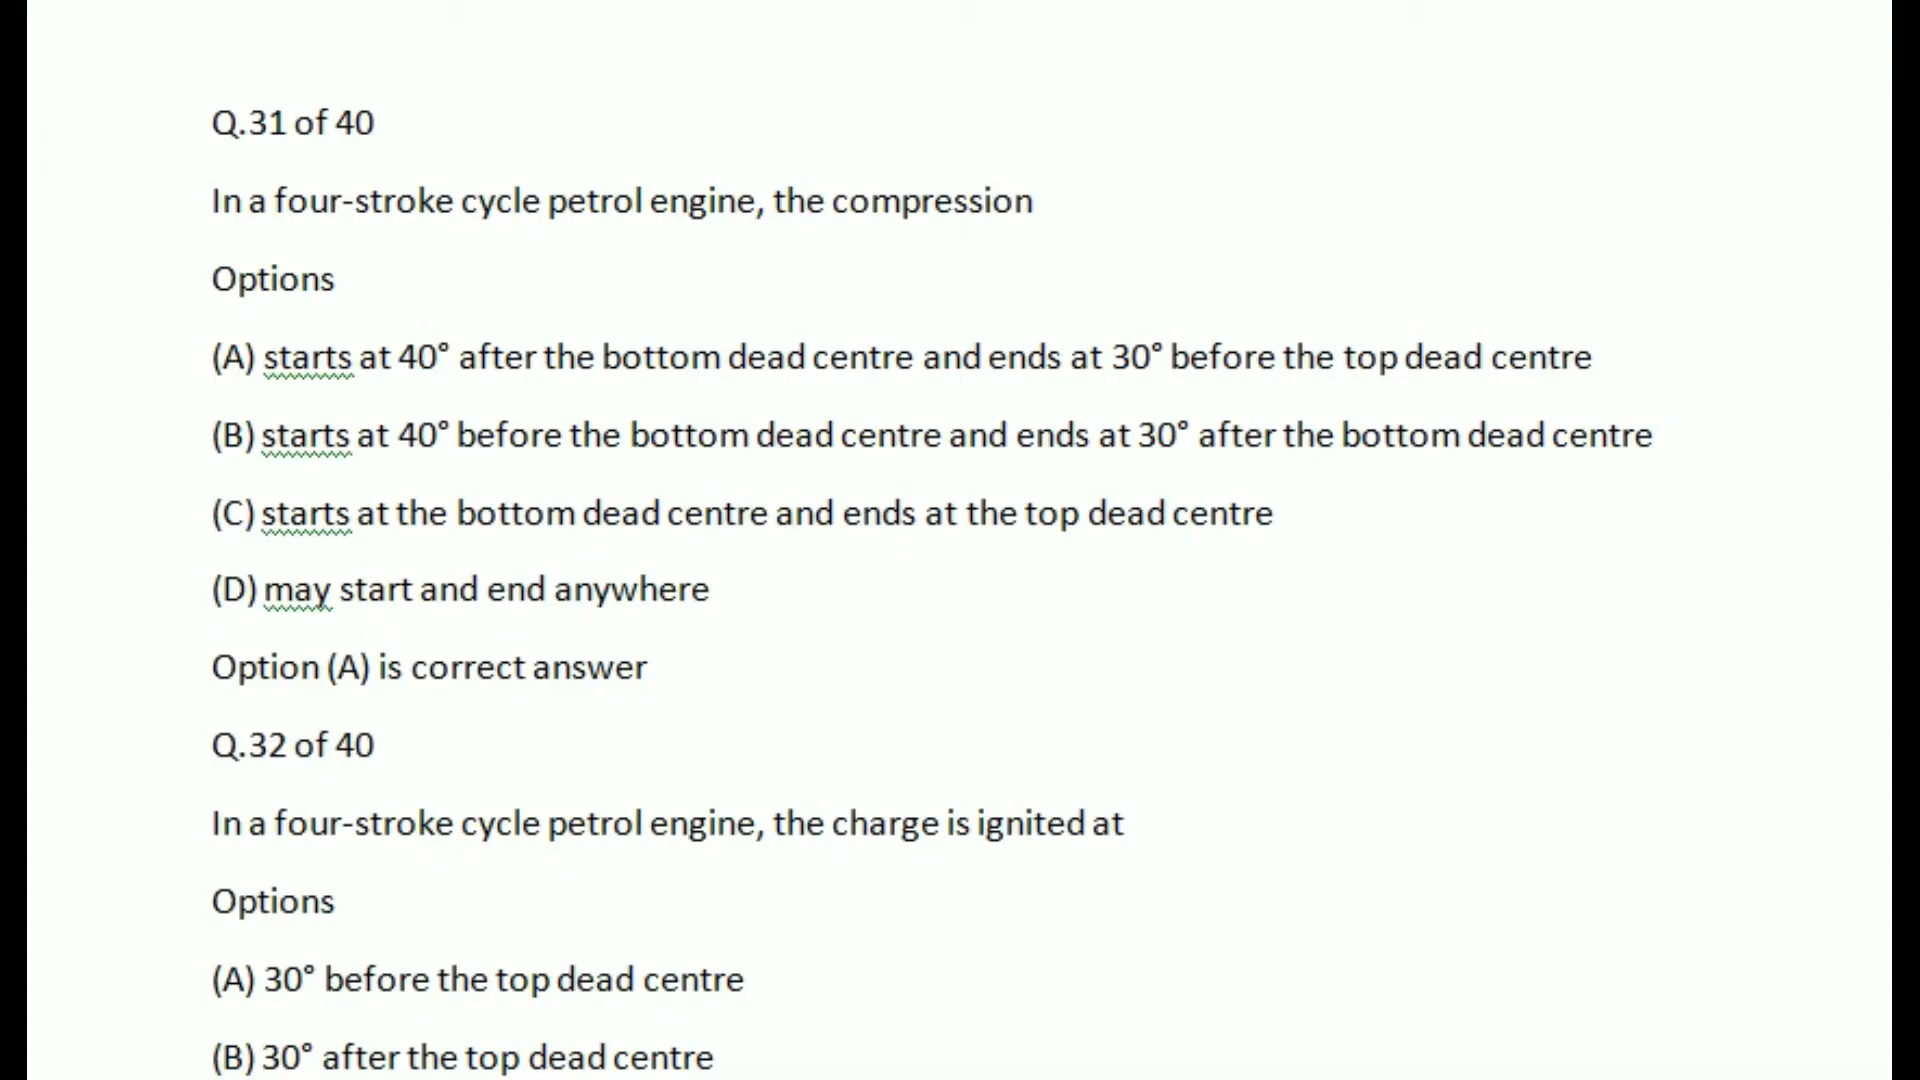 Q.31 of 40
In a four-stroke cycle petrol engine, the compression
Options
(A) starts at 40° after the bottom dead centre and ends at 30° before the top dead centre
(B) starts at 40° before the bottom dead centre and ends at 30° after the bottom dead centre
(C) starts at the bottom dead centre and ends at the top dead centre
(D) may start and end anywhere
Option (A) is correct answer
Q.32 of 40
In a four-stroke cycle petrol engine, the charge is ignited at
Options
(A) 30° before the top dead centre
(B) 30° after the top dead centre